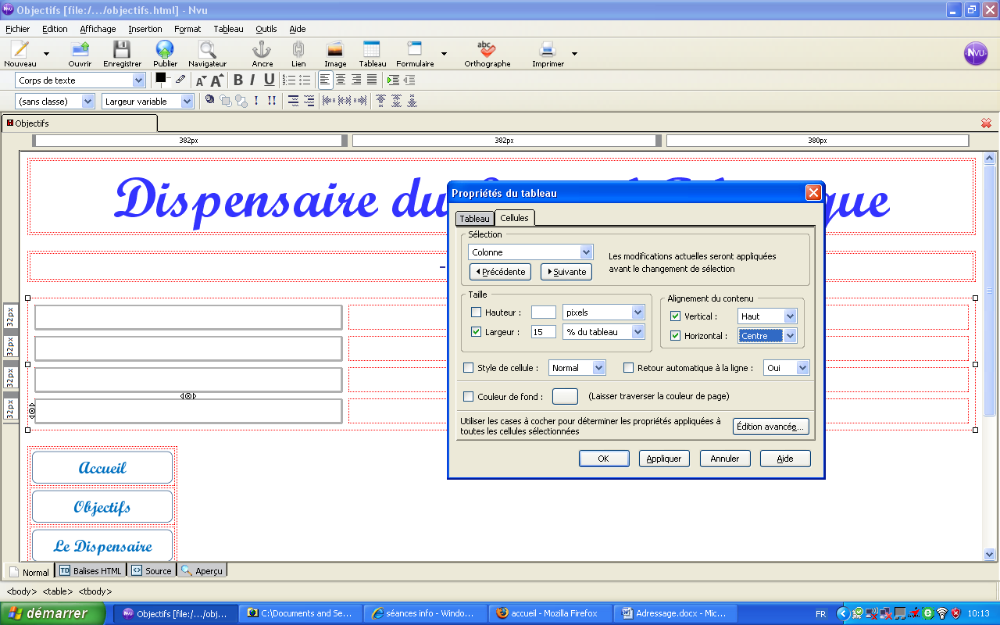 Objectifs [file:/.../objectifs.html] - Nvu
Fichier Edition Affichage Insertion Format Tableau Outils Aide
Nouveau Ouvrir Enregistrer Publier Navigateur Ancre Lien Image Tableau Formulaire Orthographe Imprimer
Corps de texte
(sans classe) Largeur variable
Objectifs
382px 382px 380px
Dispensaire du
que
Propriétés du tableau
Tableau Cellules
Sélection
Colonne
Les modifications actuelles seront appliquées
avant le changement de sélection
Précédente Suivante
Taille
Hauteur : pixels
Largeur : 15 % du tableau
Alignement du contenu
Vertical : Haut
Horizontal : Centre
Style de cellule : Normal Retour automatique à la ligne : Oui
Couleur de fond : (Laisser traverser la couleur de page)
Utiliser les cases à cocher pour déterminer les propriétés appliquées à
toutes les cellules sélectionnées
Édition avancée...
OK Appliquer Annuler Aide
32px
32px
32px
32px
Accueil
Objectifs
Le Dispensaire
Normal Balises HTML Source Aperçu
<body> <table> <tbody>
démarrer Objectifs [file:/.../obj... C:\Documents and Se... séances info - Windo... accueil - Mozilla Firefox Adressage.docx - Mic... FR 10:13